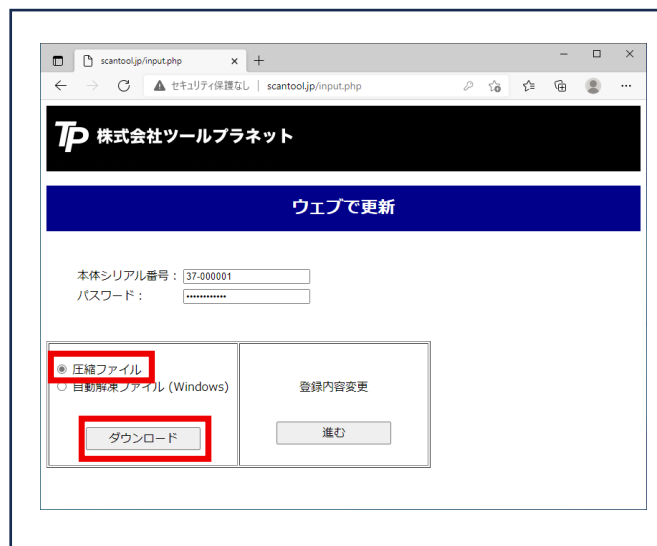 scantool.jp/input.php
セキュリティ保護なし | scantool.jp/input.php
TP 株式会社ツールプラネット
ウェブで更新
本体シリアル番号： 37-000001
パスワード： ••••••••••••
圧縮ファイル
自動解凍ファイル (Windows)
登録内容変更
ダウンロード
進む